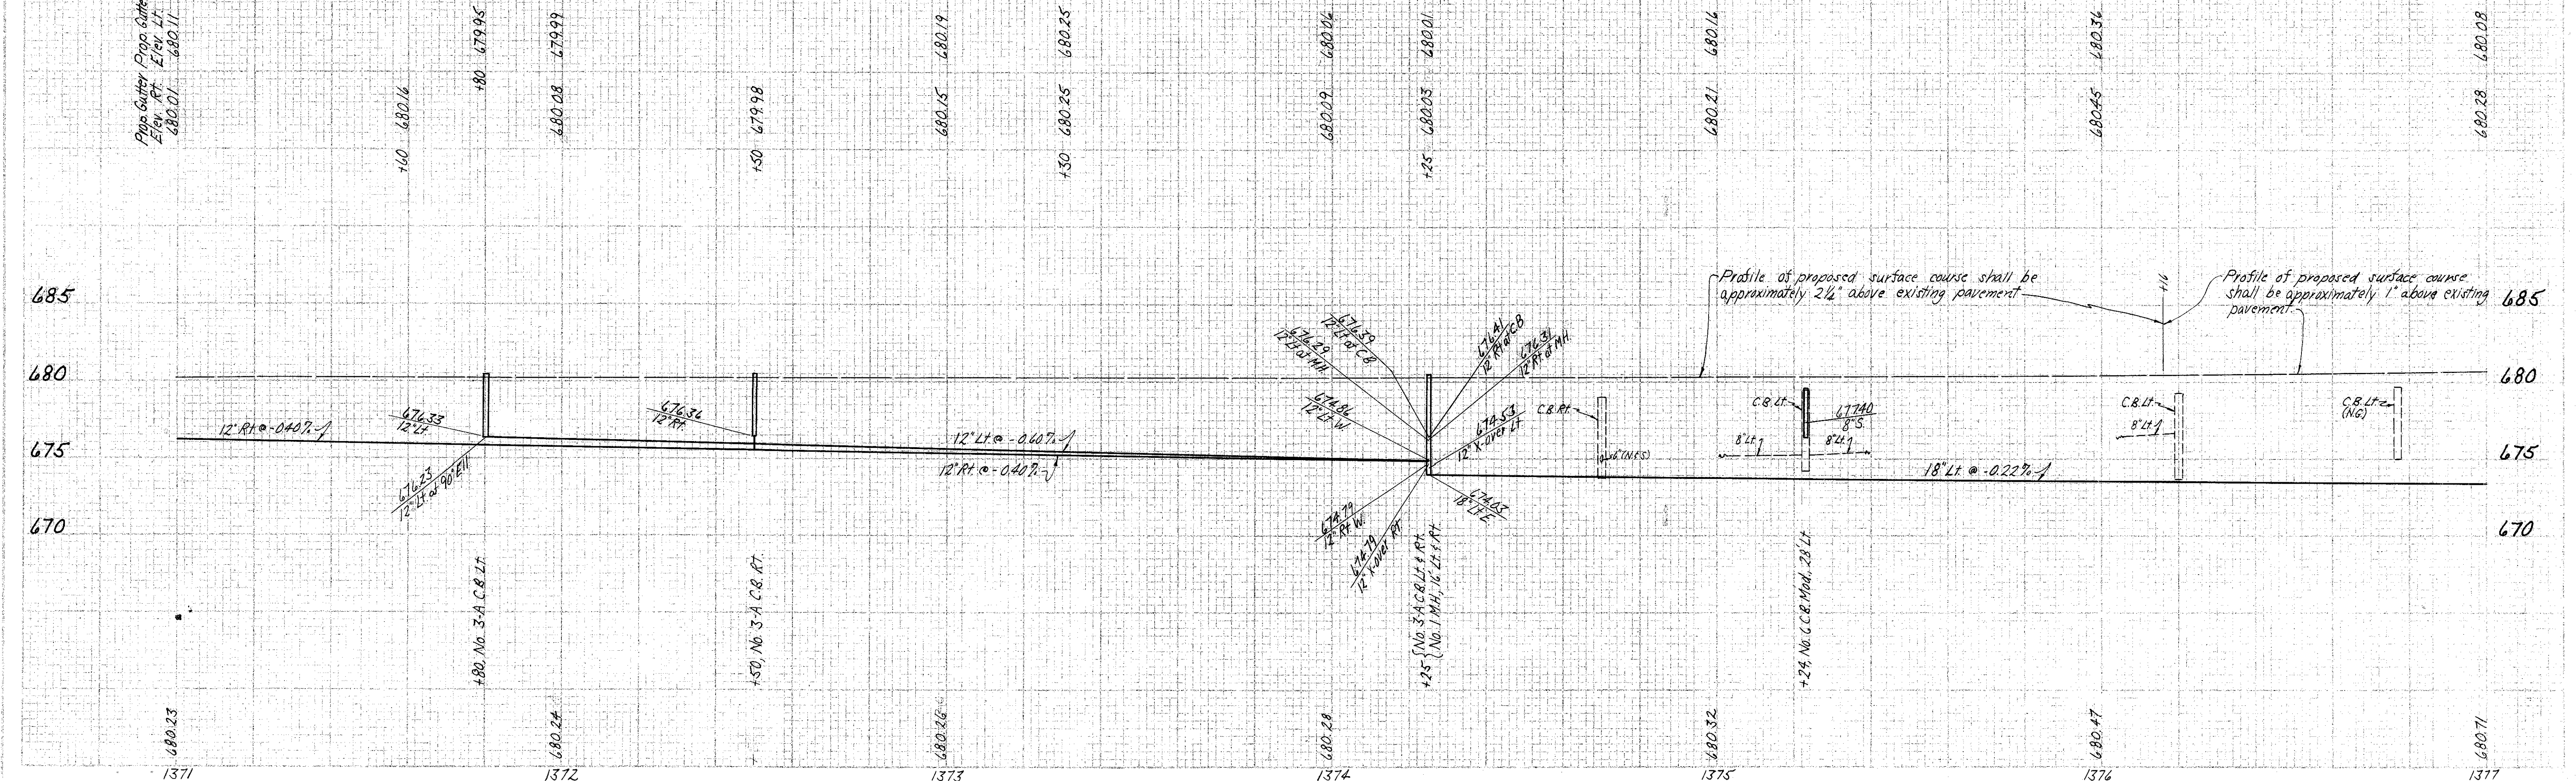 Prop. Gutter Prop. Gutte
Elev. Rt. Elev. Lt
680.01 680.11
+60 680.16
+80 679.95
680.08 679.99
+50 679.98
680.15 680.19
+30 680.25 680.25
680.09 680.06
+25 680.03 680.01
680.21 680.16
680.45 680.36
680.28 680.08
685
680
675
670
12" Rt. @ -0.40%
676.33
12" Lt.
676.23
12" Lt. at 90° Ell
676.36
12" Rt.
12" Lt. @ -0.60%
12" Rt. @ -0.40%
676.39
12" Lt at C.B.
676.29
12" Lt at M.H.
674.86
12" Lt W.
676.41
12" Rt at C.B
676.31
12" Rt at M.H.
674.53
12" X-over Lt.
674.79
12" Rt W.
674.79
12" X-over Rt.
674.03
18" Lt E.
C.B. Rt.
6" (N.E.S)
Profile of proposed surface course shall be
approximately 2¼" above existing pavement
C.B. Lt.
677.40
8" S.
8" Lt.
8" Lt.
18" Lt. @ -0.22%
+16
Profile of proposed surface course
shall be approximately 1" above existing
pavement.
C.B. Lt.
8" Lt
C.B. Lt
(N.G.)
685
680
675
670
+80, No. 3-A C.B. Lt.
+50, No. 3-A C.B. Rt.
+25 { No. 3-A C.B. Lt. & Rt.
No. 1 M.H., 16' Lt. & Rt.
+24, No. 6 C.B. Mod., 28' Lt.
680.23
680.24
680.26
680.28
680.32
680.47
680.71
1371
1372
1373
1374
1375
1376
1377